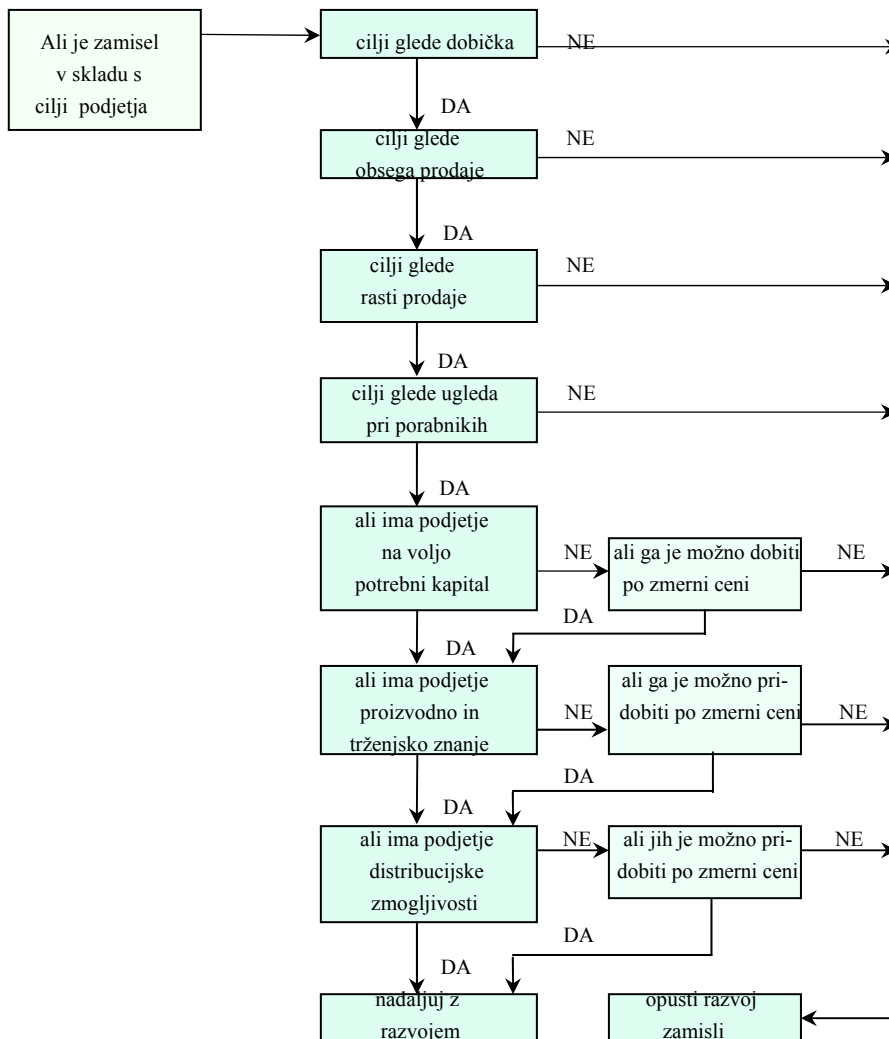 Ali je zamisel
v skladu s
cilji podjetja
cilji glede dobička
NE
DA
cilji glede
obsega prodaje
NE
DA
cilji glede
rasti prodaje
NE
DA
cilji glede ugleda
pri porabnikih
NE
DA
ali ima podjetje
na voljo
potrebni kapital
NE
ali ga je možno dobiti
po zmerni ceni
NE
DA
DA
ali ima podjetje
proizvodno in
trženjsko znanje
NE
ali ga je možno pri-
dobiti po zmerni ceni
NE
DA
DA
ali ima podjetje
distribucijske
zmogljivosti
NE
ali jih je možno pri-
dobiti po zmerni ceni
NE
DA
DA
nadaljuj z
razvojem
opusti razvoj
zamisli